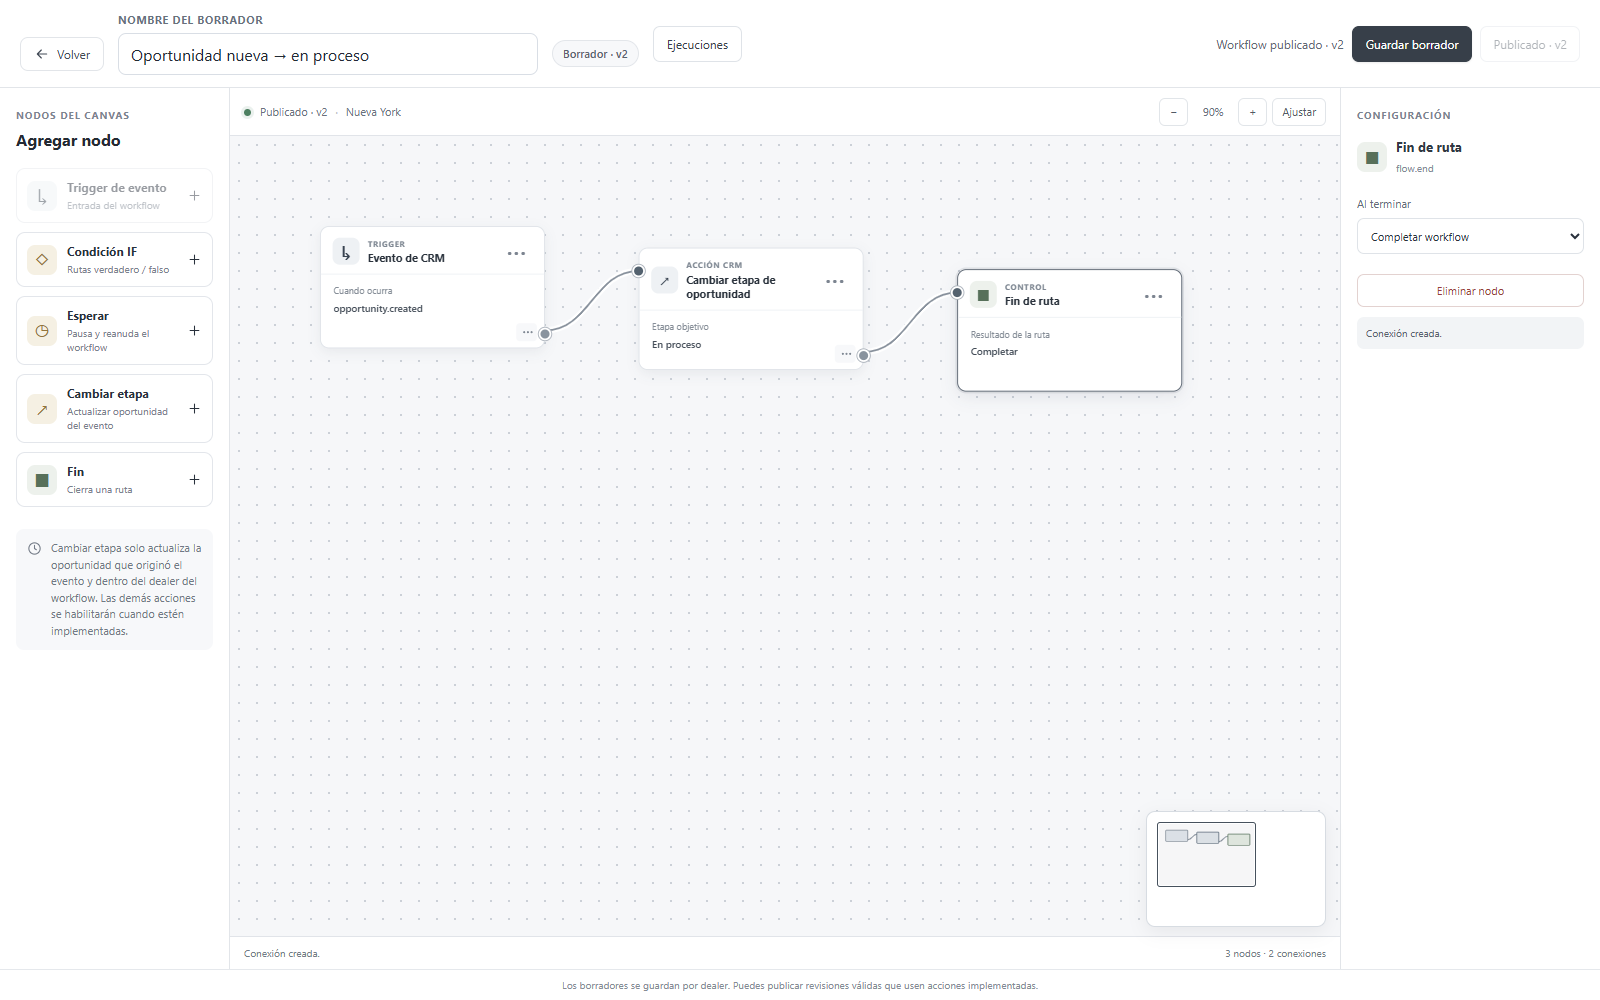 NOMBRE DEL BORRADOR
← Volver
Oportunidad nueva → en proceso
Borrador · v2
Ejecuciones
Workflow publicado · v2
Guardar borrador
Publicado · v2
NODOS DEL CANVAS
Agregar nodo
Trigger de evento
Entrada del workflow
+
Condición IF
Rutas verdadero / falso
+
Esperar
Pausa y reanuda el
workflow
+
Cambiar etapa
Actualizar oportunidad
del evento
+
Fin
Cierra una ruta
+
Cambiar etapa solo actualiza la
oportunidad que originó el
evento y dentro del dealer del
workflow. Las demás acciones
se habilitarán cuando estén
implementadas.
Publicado · v2 · Nueva York
− 90% + Ajustar
TRIGGER
Evento de CRM
Cuando ocurra
opportunity.created
ACCIÓN CRM
Cambiar etapa de
oportunidad
Etapa objetivo
En proceso
CONTROL
Fin de ruta
Resultado de la ruta
Completar
Conexión creada.
3 nodos · 2 conexiones
CONFIGURACIÓN
Fin de ruta
flow.end
Al terminar
Completar workflow
Eliminar nodo
Conexión creada.
Los borradores se guardan por dealer. Puedes publicar revisiones válidas que usen acciones implementadas.